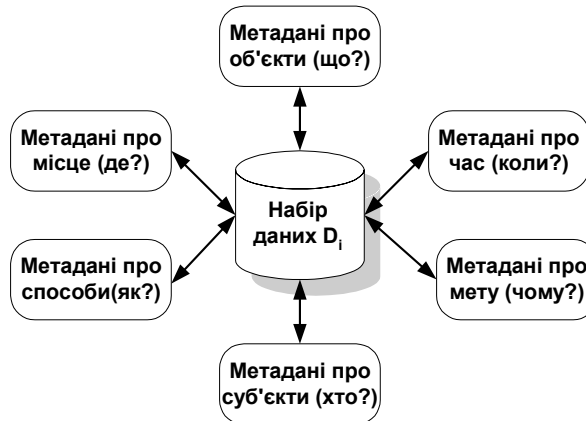 Метадані про
об'єкти (що?)
Метадані про
місце (де?)
Метадані про
час (коли?)
Набір
даних Di
Метадані про
способи(як?)
Метадані про
мету (чому?)
Метадані про
суб'єкти (хто?)